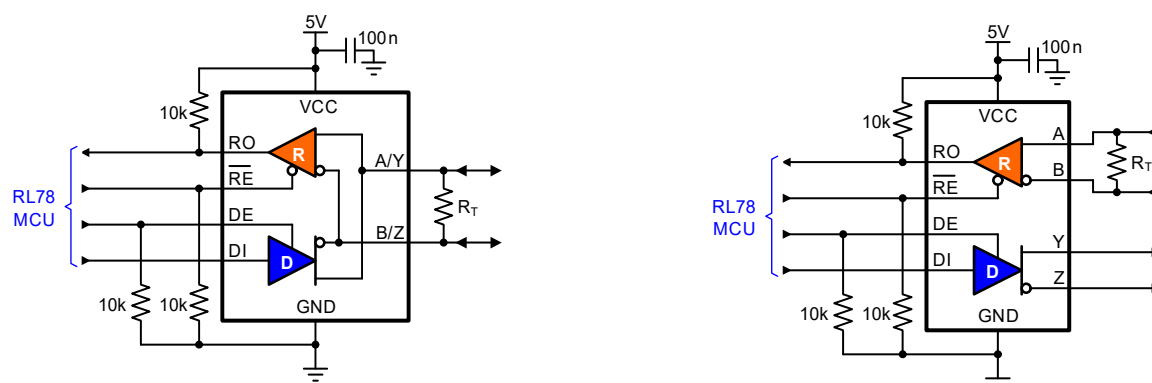 5V
100n
10k
VCC
RO
R
A/Y
RE
RL78
MCU
RT
DE
B/Z
DI
D
10k
10k
GND
5V
100n
10k
VCC
A
RO
R
RT
B
RE
RL78
MCU
DE
Y
DI
D
Z
10k
10k
GND